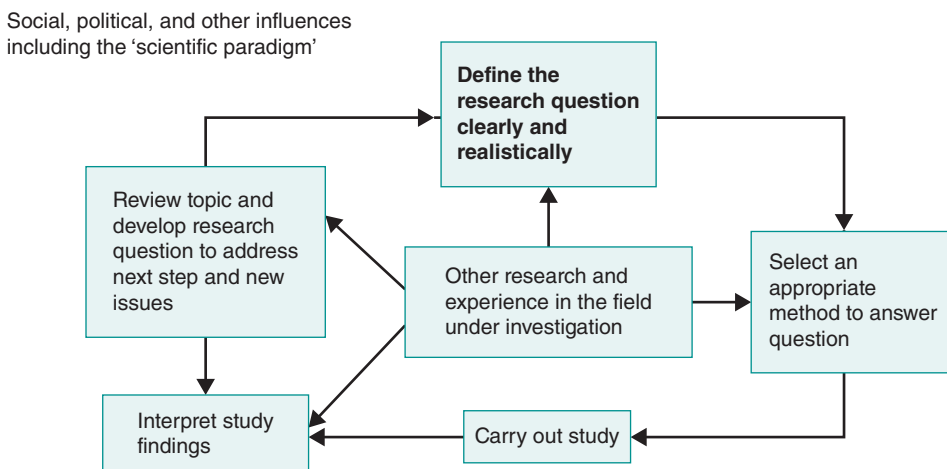 Social, political, and other influences
including the ‘scientific paradigm’
Define the
research question
clearly and
realistically
Review topic and
develop research
question to address
next step and new
issues
Other research and
experience in the field
under investigation
Select an
appropriate
method to answer
question
Interpret study
findings
Carry out study